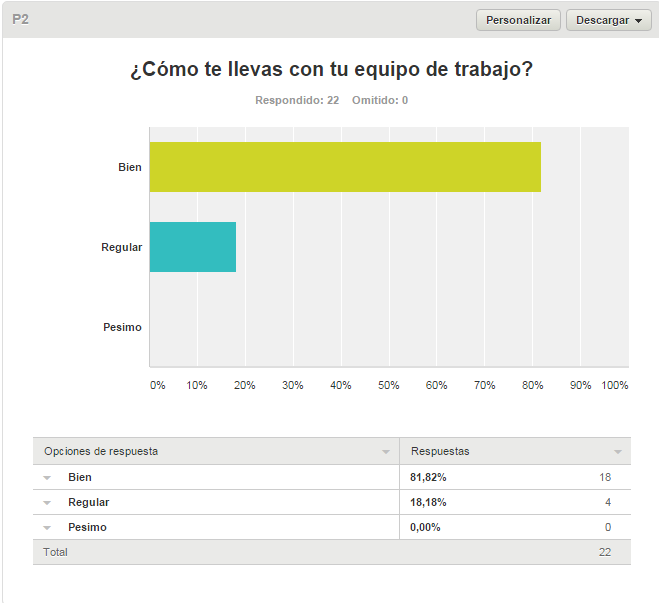 P2
Personalizar Descargar
¿Cómo te llevas con tu equipo de trabajo?
Respondido: 22 Omitido: 0
Bien
Regular
Pesimo
0% 10% 20% 30% 40% 50% 60% 70% 80% 90% 100%
Opciones de respuesta Respuestas
Bien 81,82% 18
Regular 18,18% 4
Pesimo 0,00% 0
Total 22